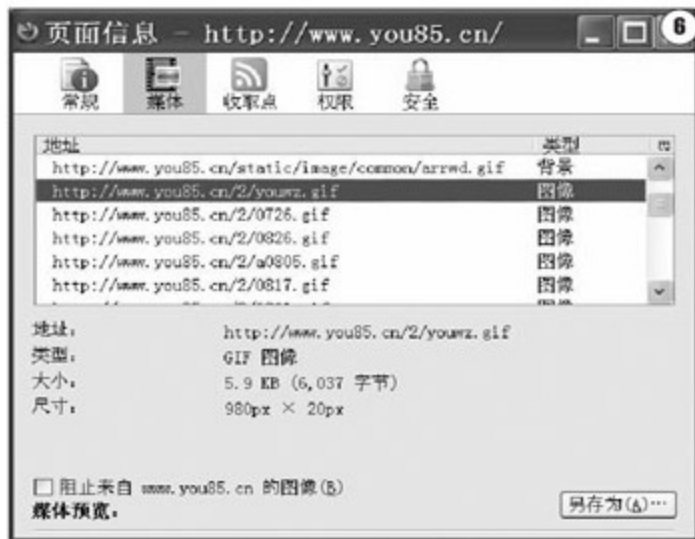 页面信息 - http://www.you85.cn/
6
常规 媒体 收取点 权限 安全
地址 类型
http://www.you85.cn/static/image/common/arrwd.gif 背景
http://www.you85.cn/2/youwz.gif 图像
http://www.you85.cn/2/0726.gif 图像
http://www.you85.cn/2/0826.gif 图像
http://www.you85.cn/2/a0805.gif 图像
http://www.you85.cn/2/0817.gif 图像
地址: http://www.you85.cn/2/youwz.gif
类型: GIF 图像
大小: 5.9 KB (6,037 字节)
尺寸: 980px × 20px
阻止来自 www.you85.cn 的图像(B)
媒体预览: 另存为(A)…